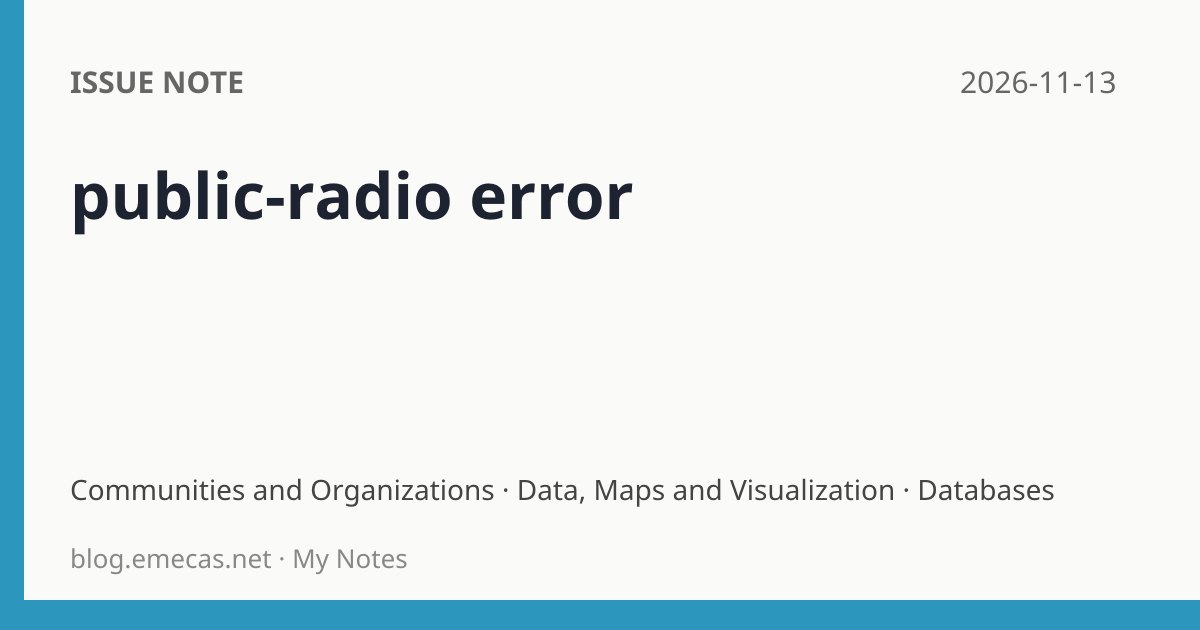 ISSUE NOTE
2026-11-13
public-radio error
Communities and Organizations · Data, Maps and Visualization · Databases
blog.emecas.net · My Notes